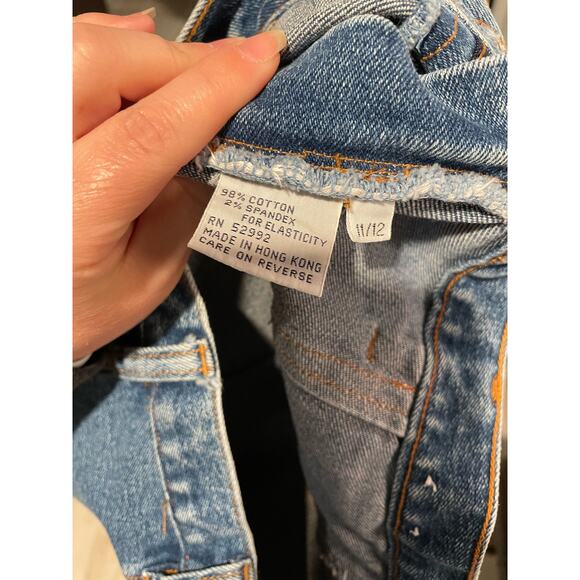 98% COTTON
2% SPANDEX
FOR ELASTICITY
RN 52992
MADE IN HONG KONG
CARE ON REVERSE
11/12